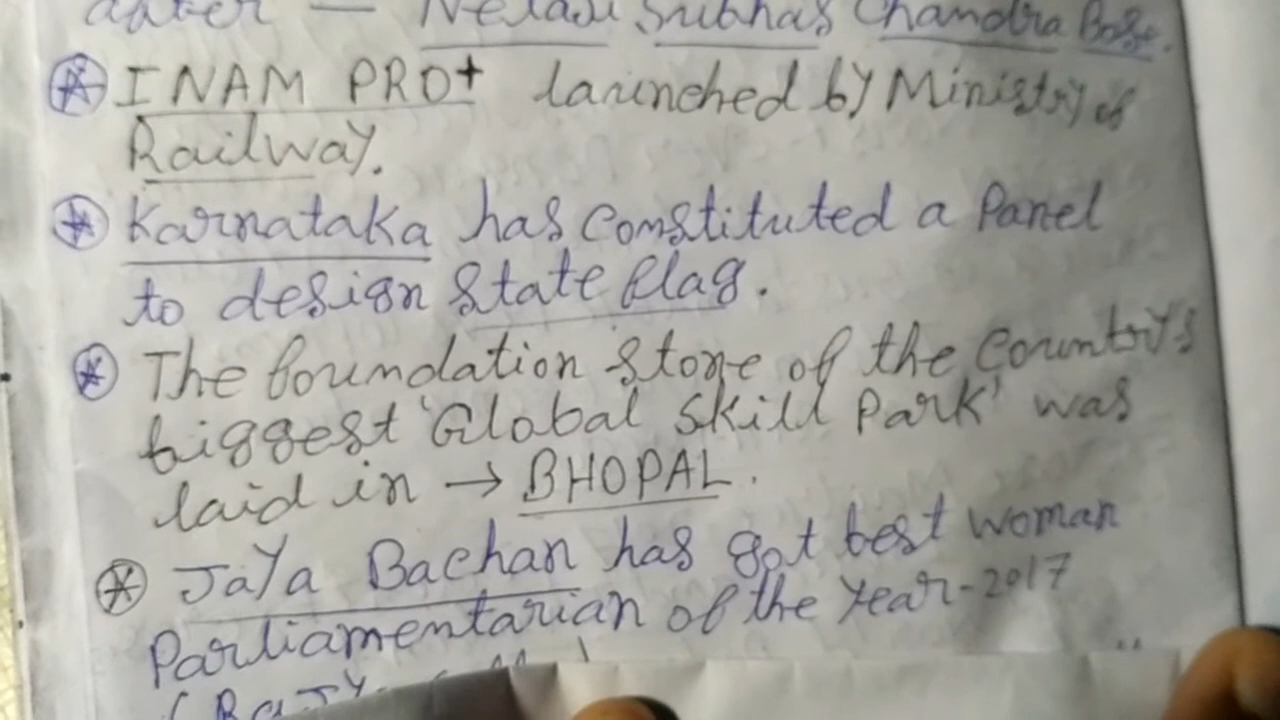 after — Netaji Subhas Chandra Bose.
INAM PRO+ launched by Ministry of
Railway.
Karnataka has constituted a Panel
to design State flag.
The foundation stone of the Country's
biggest 'Global Skill Park' was
laid in → BHOPAL.
Jaya Bachan has got best woman
Parliamentarian of the Year-2017